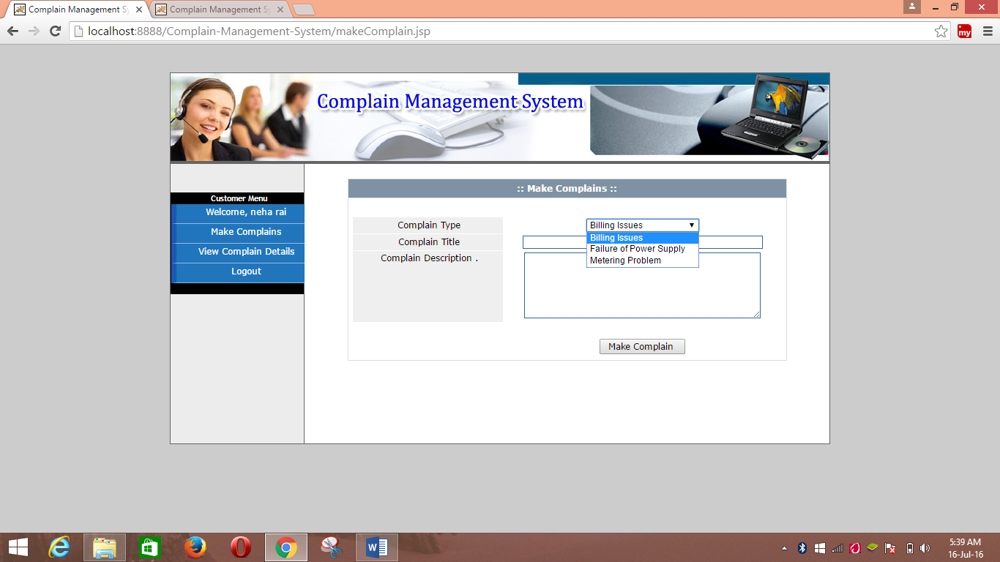 Complain Management S
Complain Management S
localhost:8888/Complain-Management-System/makeComplain.jsp
my
Complain Management System
Customer Menu
Welcome, neha rai
Make Complains
View Complain Details
Logout
:: Make Complains ::
Complain Type
Billing Issues
Billing Issues
Failure of Power Supply
Metering Problem
Complain Title
Complain Description .
Make Complain
5:39 AM
16-Jul-16